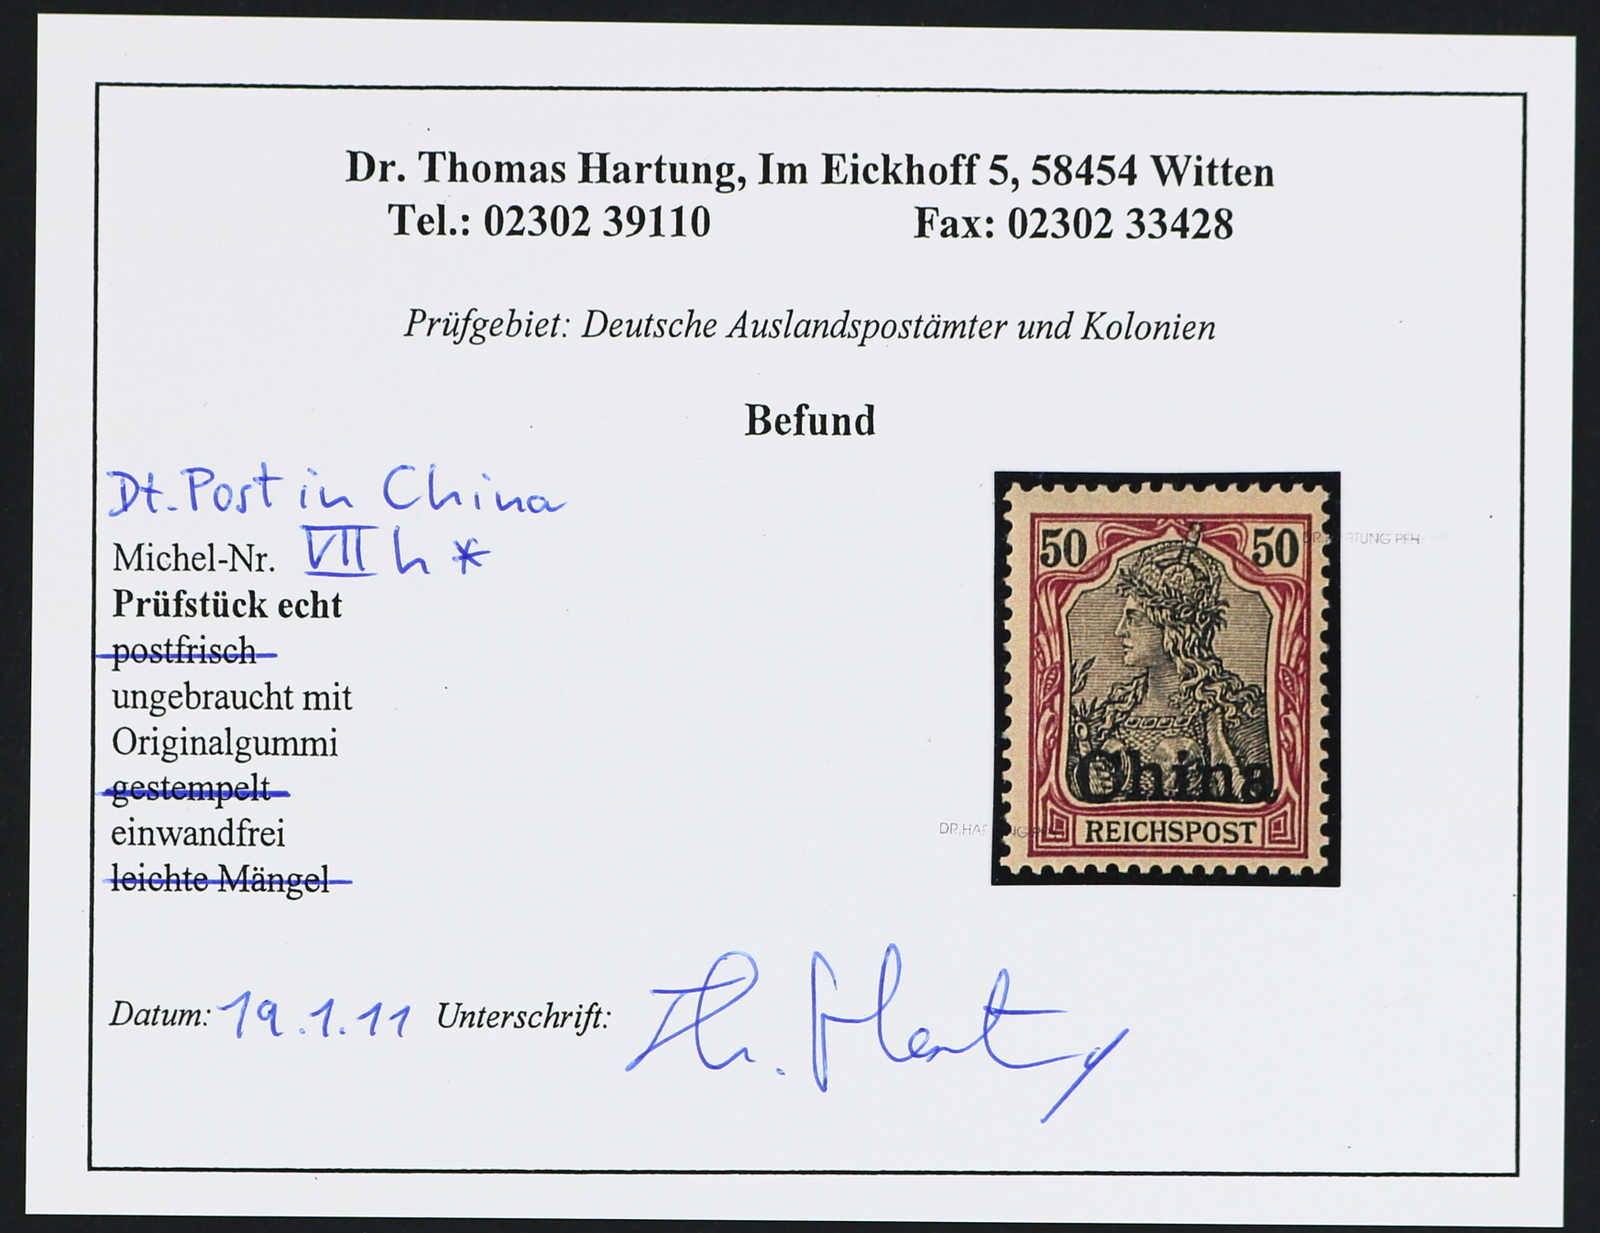 Dr. Thomas Hartung, Im Eickhoff 5, 58454 Witten
Tel.: 02302 39110 Fax: 02302 33428
Prüfgebiet: Deutsche Auslandspostämter und Kolonien
Befund
Dt. Post in China
Michel-Nr. VII h *
Prüfstück echt
postfrisch
ungebraucht mit
Originalgummi
gestempelt
einwandfrei
leichte Mängel
50 50
China
REICHSPOST
Datum: 19.1.11 Unterschrift: Th. Hartung